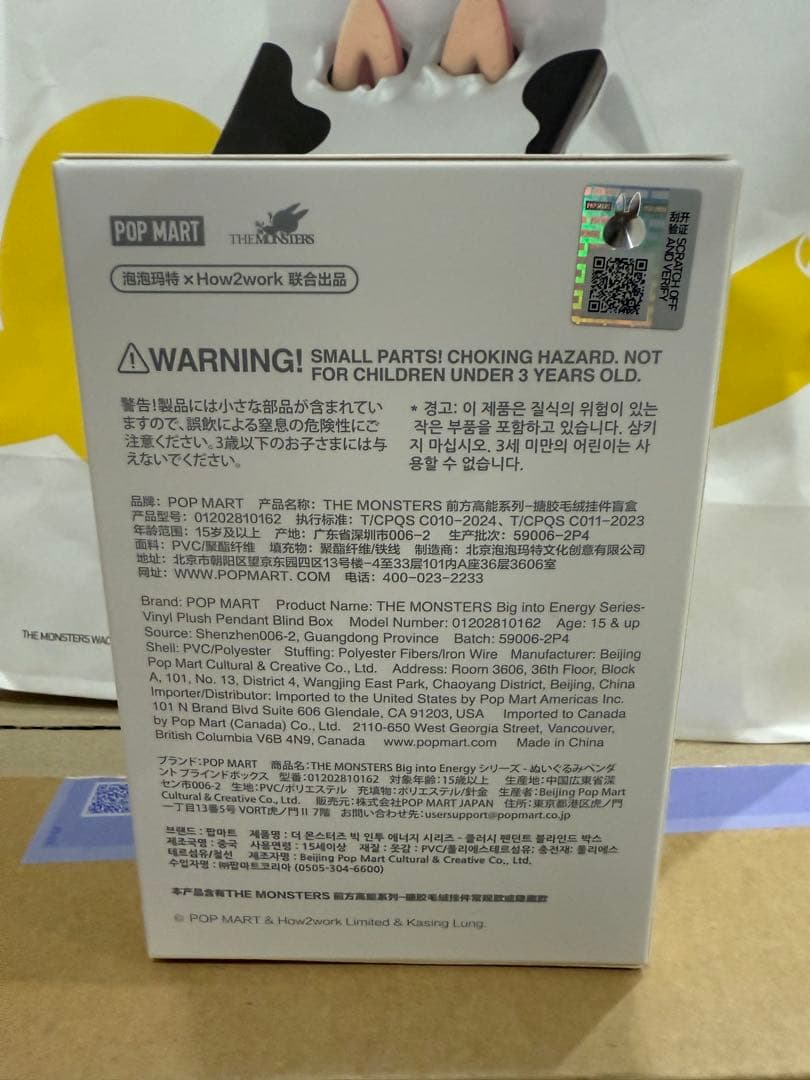 POP MART
THE MONSTERS
泡泡玛特×How2work 联合出品
POP MART
刮开
验证
SCRATCH OFF
AND VERIFY
WARNING! SMALL PARTS! CHOKING HAZARD. NOT
FOR CHILDREN UNDER 3 YEARS OLD.
警告!製品には小さな部品が含まれてい
ますので、誤飲による窒息の危険性にご
注意ください。3歳以下のお子さまには与
えないでください。
* 경고: 이 제품은 질식의 위험이 있는
작은 부품을 포함하고 있습니다. 삼키
지 마십시오. 3세 미만의 어린이는 사
용할 수 없습니다.
品牌: POP MART 产品名称: THE MONSTERS 前方高能系列-搪胶毛绒挂件盲盒
产品型号: 01202810162 执行标准: T/CPQS C010-2024、T/CPQS C011-2023
年龄范围: 15岁及以上 产地: 广东省深圳市006-2 生产批次: 59006-2P4
面料: PVC/聚酯纤维 填充物: 聚酯纤维/铁线 制造商: 北京泡泡玛特文化创意有限公司
地址: 北京市朝阳区望京东园四区13号楼-4至33层101内A座36层3606室
网址: WWW.POPMART.COM 电话: 400-023-2233
Brand: POP MART Product Name: THE MONSTERS Big into Energy Series-
Vinyl Plush Pendant Blind Box Model Number: 01202810162 Age: 15 & up
Source: Shenzhen006-2, Guangdong Province Batch: 59006-2P4
Shell: PVC/Polyester Stuffing: Polyester Fibers/Iron Wire Manufacturer: Beijing
Pop Mart Cultural & Creative Co., Ltd. Address: Room 3606, 36th Floor, Block
A, 101, No. 13, District 4, Wangjing East Park, Chaoyang District, Beijing, China
Importer/Distributor: Imported to the United States by Pop Mart Americas Inc.
101 N Brand Blvd Suite 606 Glendale, CA 91203, USA Imported to Canada
by Pop Mart (Canada) Co., Ltd. 2110-650 West Georgia Street, Vancouver,
British Columbia V6B 4N9, Canada www.popmart.com Made in China
ブランド: POP MART 商品名: THE MONSTERS Big into Energy シリーズ - ぬいぐるみペンダ
ント ブラインドボックス 型番: 01202810162 対象年齢: 15歳以上 生産地: 中国広東省深
セン市006-2 生地: PVC/ポリエステル 充填物: ポリエステル/針金 生産者: Beijing Pop Mart
Cultural & Creative Co., Ltd. 販売元: 株式会社POP MART JAPAN 住所: 東京都港区虎ノ門
一丁目13番5号 VORT虎ノ門II 7階 お問い合わせ先: usersupport@popmart.co.jp
브랜드 : 팝마트 제품명 : 더 몬스터즈 빅 인투 에너지 시리즈 - 플러시 펜던트 블라인드 박스
제조국명 : 중국 사용연령 : 15세이상 재질 : 겉감 : PVC/폴리에스테르섬유; 충전재: 폴리에스
테르섬유/철선 제조자명 : Beijing Pop Mart Cultural & Creative Co., Ltd.
수입자명 : ㈜팝마트코리아 (0505-304-6600)
本产品含有THE MONSTERS 前方高能系列-搪胶毛绒挂件常规款或隐藏款
© POP MART & How2work Limited & Kasing Lung.
THE MONSTERS WAC